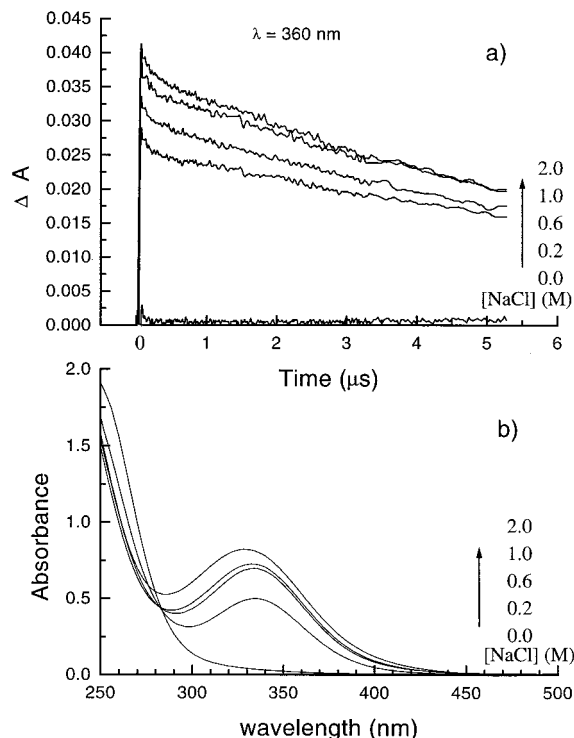 λ = 360 nm
a)
0.045
0.040
0.035
0.030
0.025
0.020
0.015
0.010
0.005
0.000
Δ A
2.0
1.0
0.6
0.2
0.0
[NaCl] (M)
0 1 2 3 4 5 6
Time (μs)
b)
2.0
1.5
1.0
0.5
0.0
Absorbance
2.0
1.0
0.6
0.2
0.0
[NaCl] (M)
250 300 350 400 450 500
wavelength (nm)